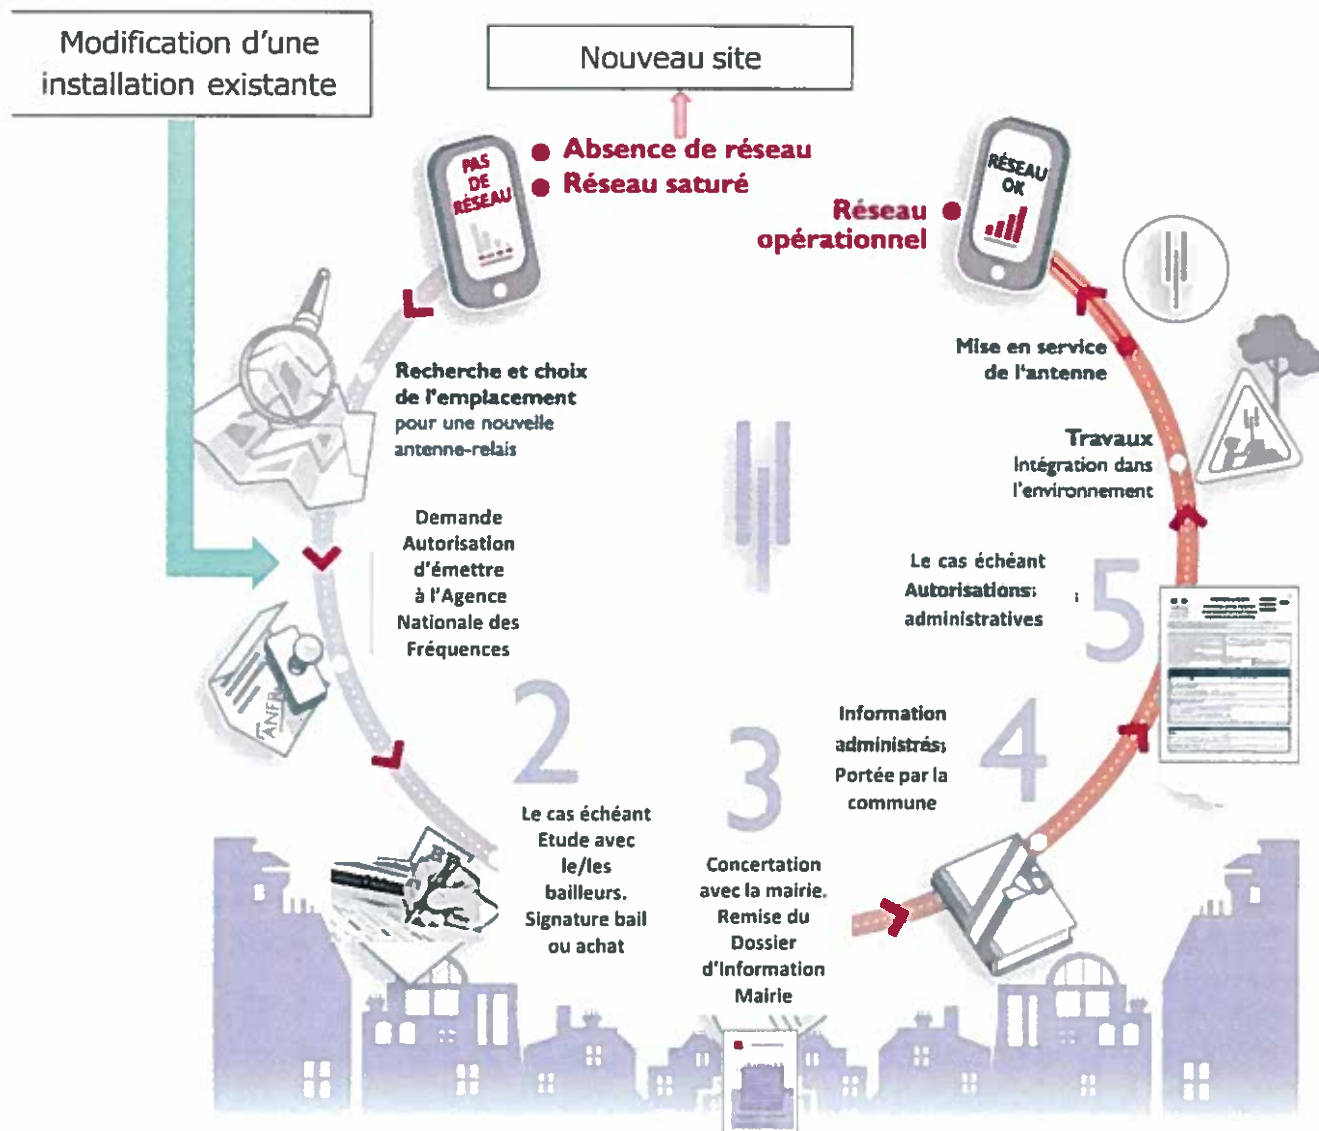 Modification d'une
installation existante
Nouveau site
PAS
DE
RÉSEAU
Absence de réseau
Réseau saturé
RÉSEAU
OK
Réseau
opérationnel
Recherche et choix
de l'emplacement
pour une nouvelle
antenne-relais
Demande
Autorisation
d'émettre
à l'Agence
Nationale des
Fréquences
ANFR
2
Le cas échéant
Etude avec
le/les
bailleurs.
Signature bail
ou achat
3
Concertation
avec la mairie.
Remise du
Dossier
d'Information
Mairie
4
Information
administrés;
Portée par la
commune
5
Le cas échéant
Autorisations;
administratives
Travaux
Intégration dans
l'environnement
Mise en service
de l'antenne